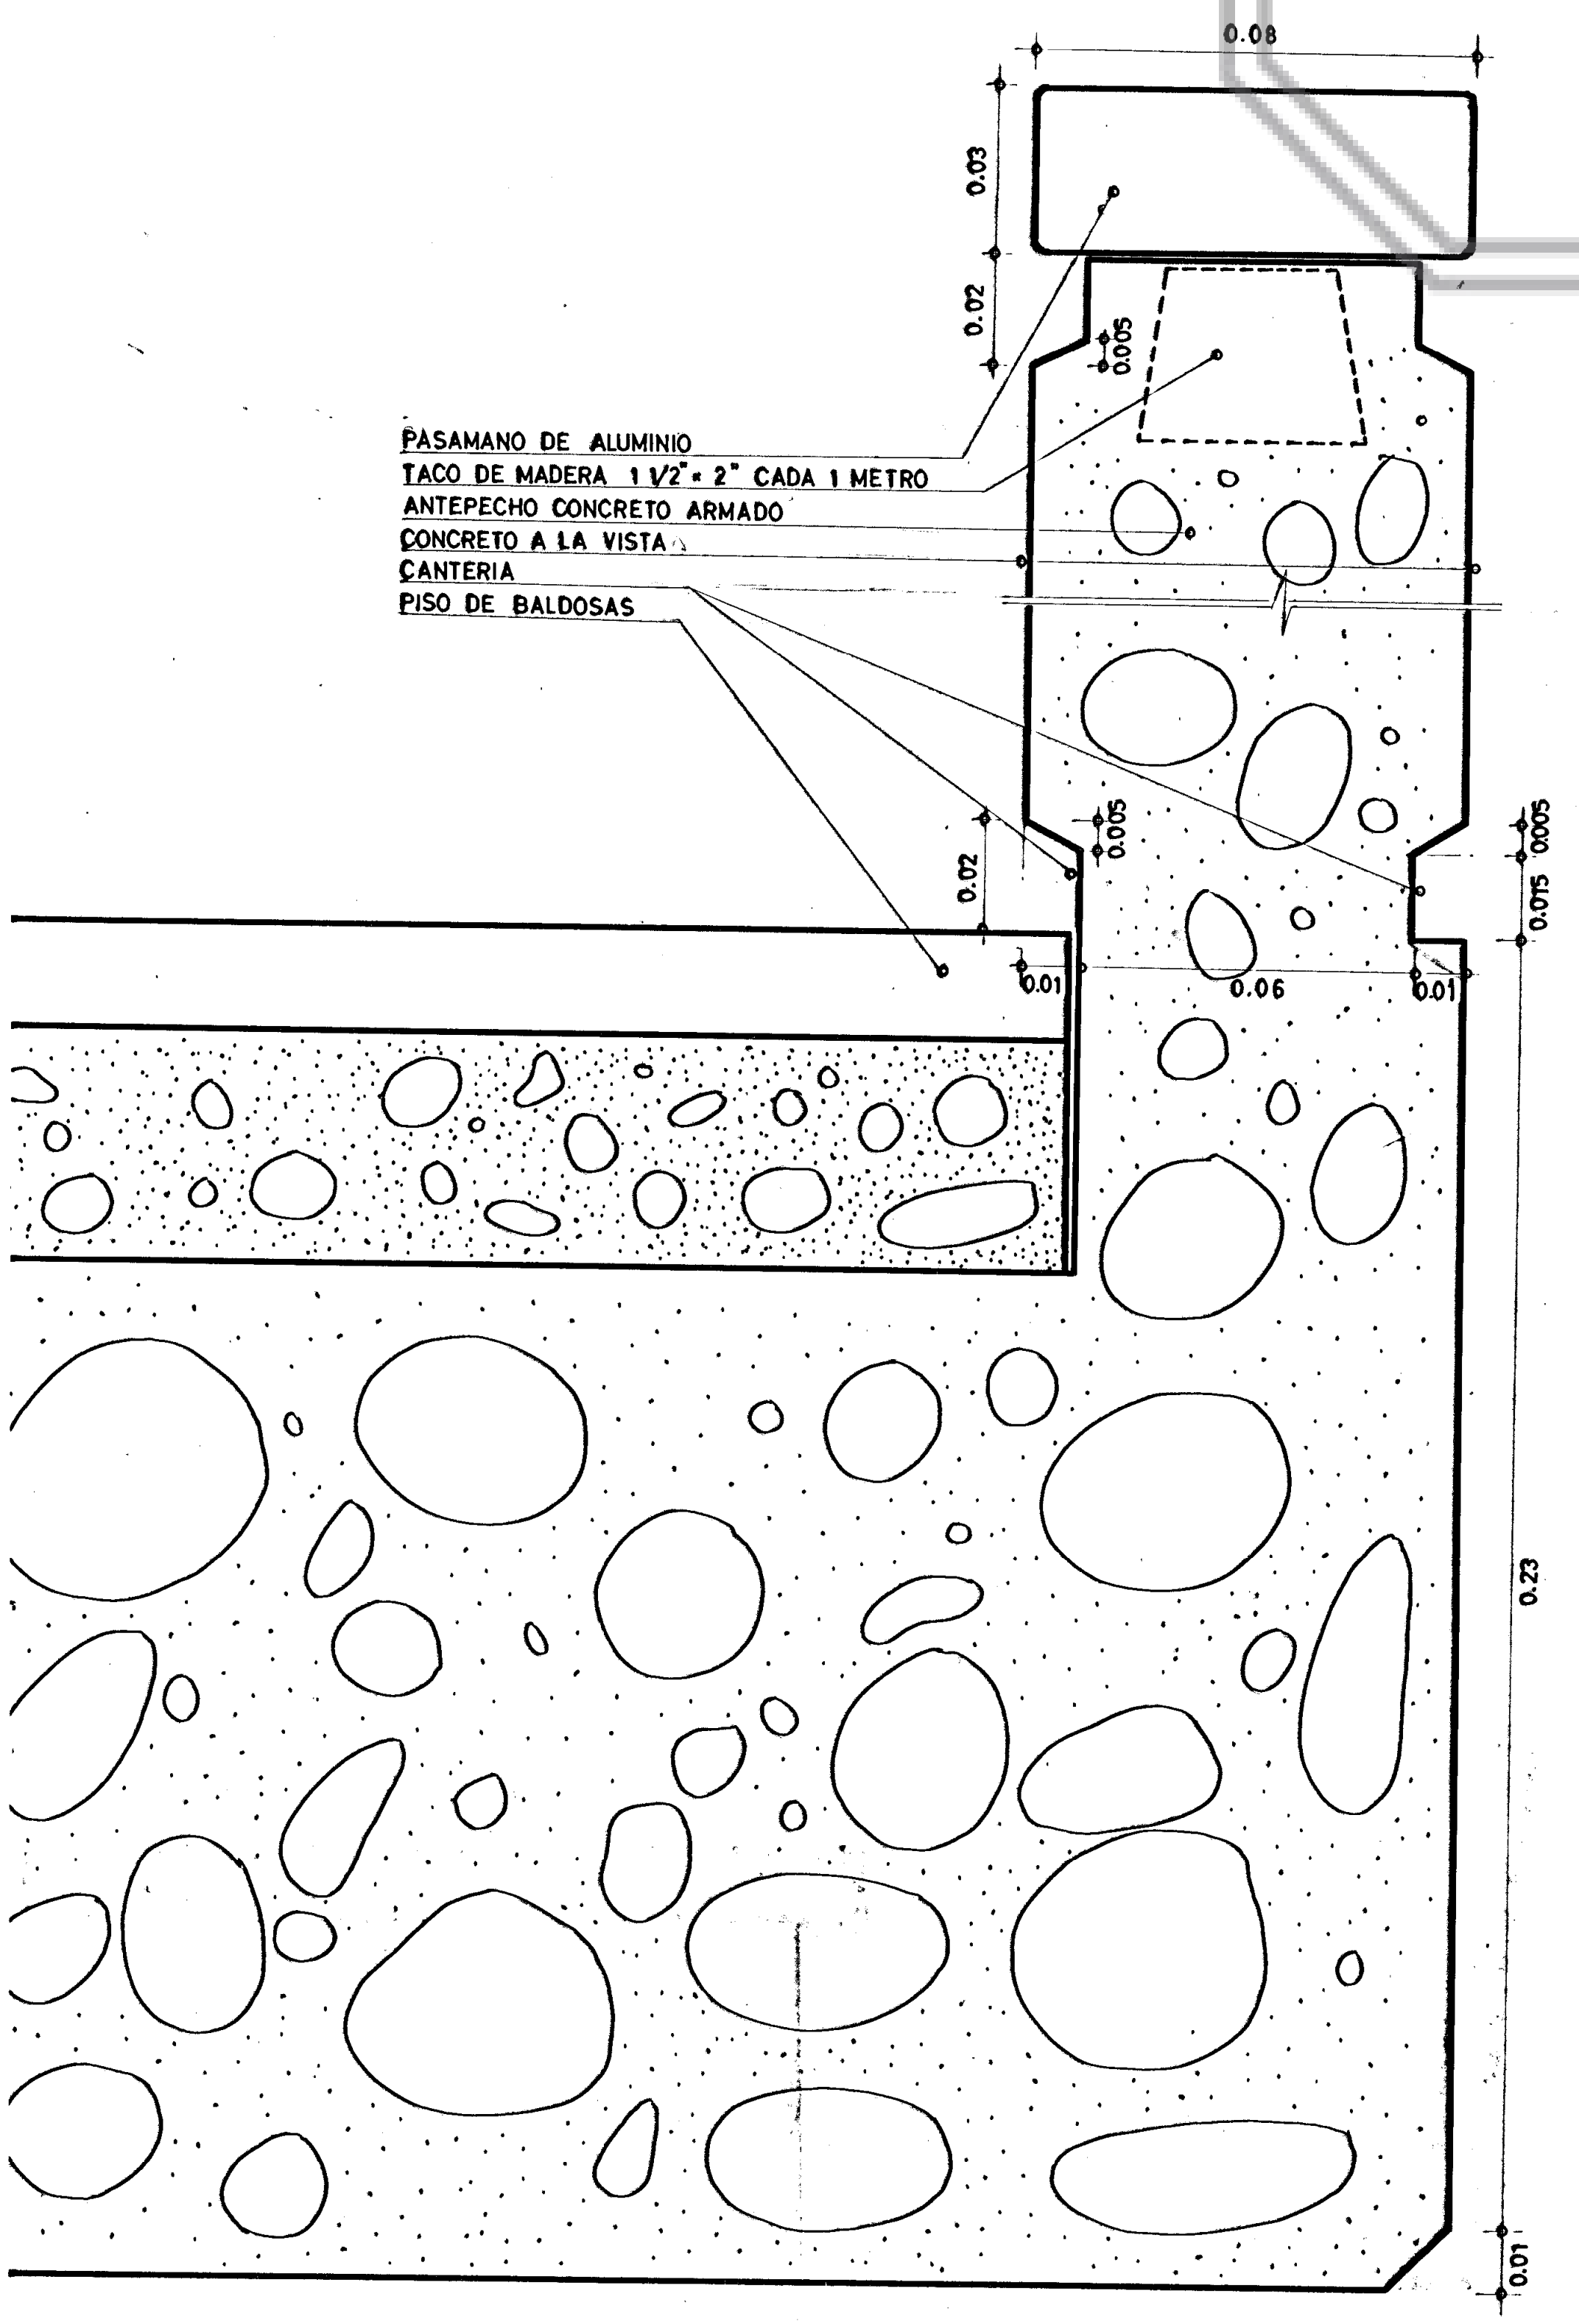 0.08
0.03
0.02
0.005
PASAMANO DE ALUMINIO
TACO DE MADERA 1 1/2" x 2" CADA 1 METRO
ANTEPECHO CONCRETO ARMADO
CONCRETO A LA VISTA
CANTERIA
PISO DE BALDOSAS
0.005
0.005
0.02
0.015
0.01
0.06
0.01
0.23
0.01